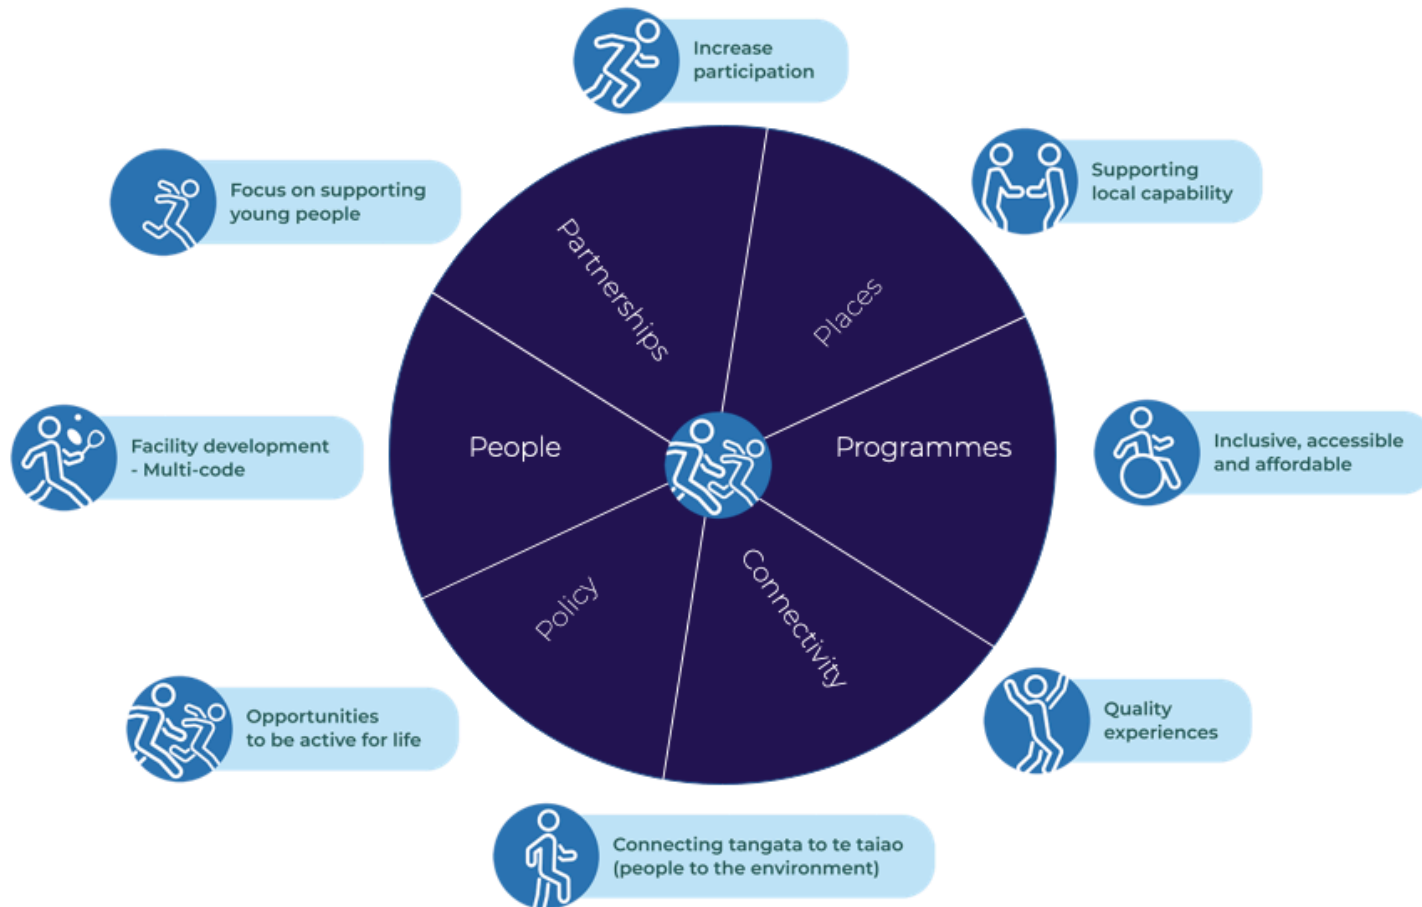 Increase
participation
Supporting
local capability
Focus on supporting
young people
Partnerships
Places
People
Programmes
Facility development
- Multi-code
Inclusive, accessible
and affordable
Policy
Connectivity
Opportunities
to be active for life
Quality
experiences
Connecting tangata to te taiao
(people to the environment)